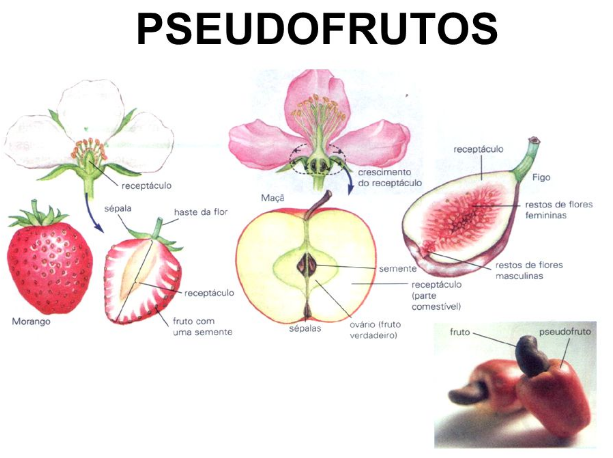 PSEUDOFRUTOS
receptáculo
sépala
haste da flor
receptáculo
fruto com
uma semente
Morango
crescimento
do receptáculo
Maçã
semente
receptáculo
(parte
comestível)
sépalas
ovário (fruto
verdadeiro)
receptáculo
Figo
restos de flores
femininas
restos de flores
masculinas
fruto
pseudofruto